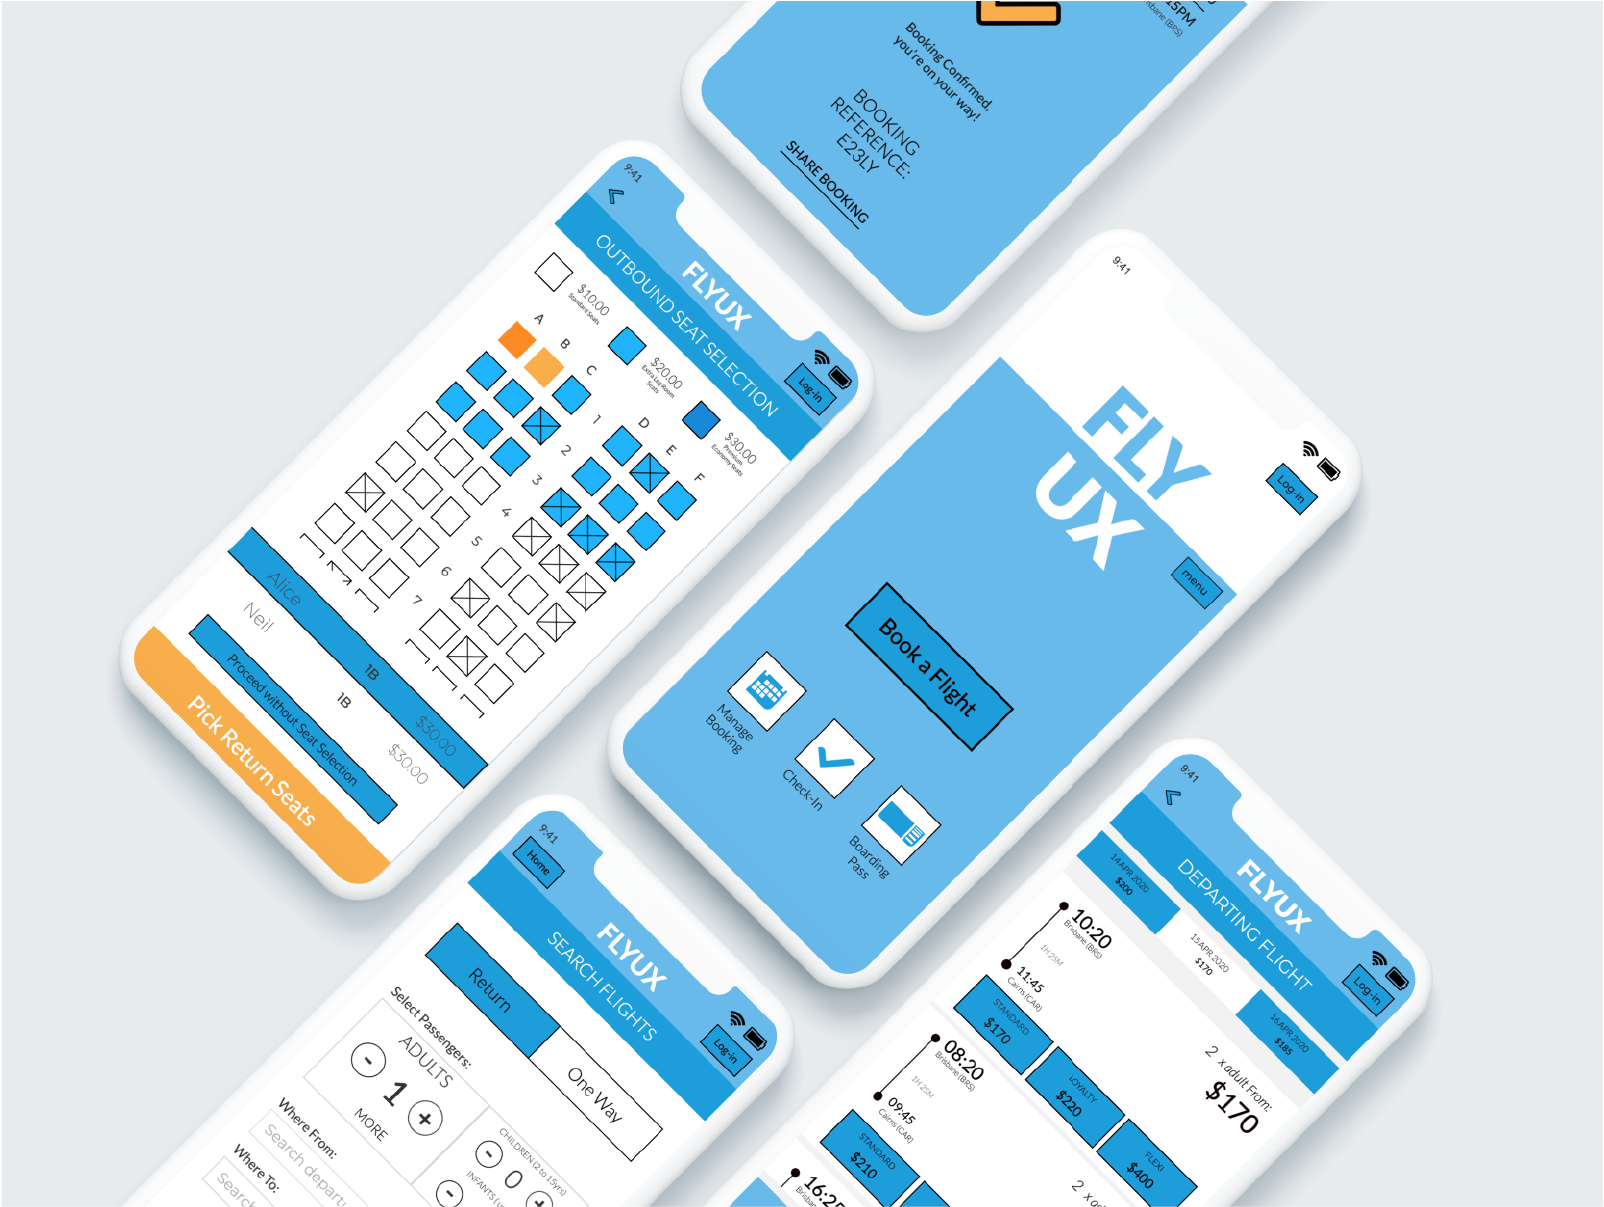 15PM
Brisbane (BRS)
Booking Confirmed,
you're on your way!
BOOKING
REFERENCE:
E23LY
SHARE BOOKING
9:41
FLYUX
Log-in
OUTBOUND SEAT SELECTION
$10.00
Standard Seats
$20.00
Extra Leg Room
Seats
$30.00
Premium
Economy Seats
A
B
C
D
E
F
1
2
3
4
5
6
7
Alice
1B
$30.00
Neil
1B
$30.00
Proceed without Seat Selection
Pick Return Seats
9:41
Log-in
FLY
UX
menu
Book a Flight
Manage
Booking
Check-In
Boarding
Pass
9:41
Home
FLYUX
Log-in
SEARCH FLIGHTS
Return
One Way
Select Passengers:
ADULTS
- 1 +
MORE
CHILDREN (2 to 15yrs)
- 0 +
INFANTS (u
-
Where From:
Search departu
Where To:
Search
9:41
FLYUX
Log-in
DEPARTING FLIGHT
14APR 2020
$200
15APR 2020
$170
16APR 2020
$185
10:20
Brisbane (BRS)
1H 25M
11:45
Cairns (CAR)
2 x adult From:
$170
STANDARD
$170
LOYALTY
$220
FLEXI
$400
08:20
Brisbane (BRS)
1H 25M
09:45
Cairns (CAR)
2 x ad
STANDARD
$210
16:25
Brisbane